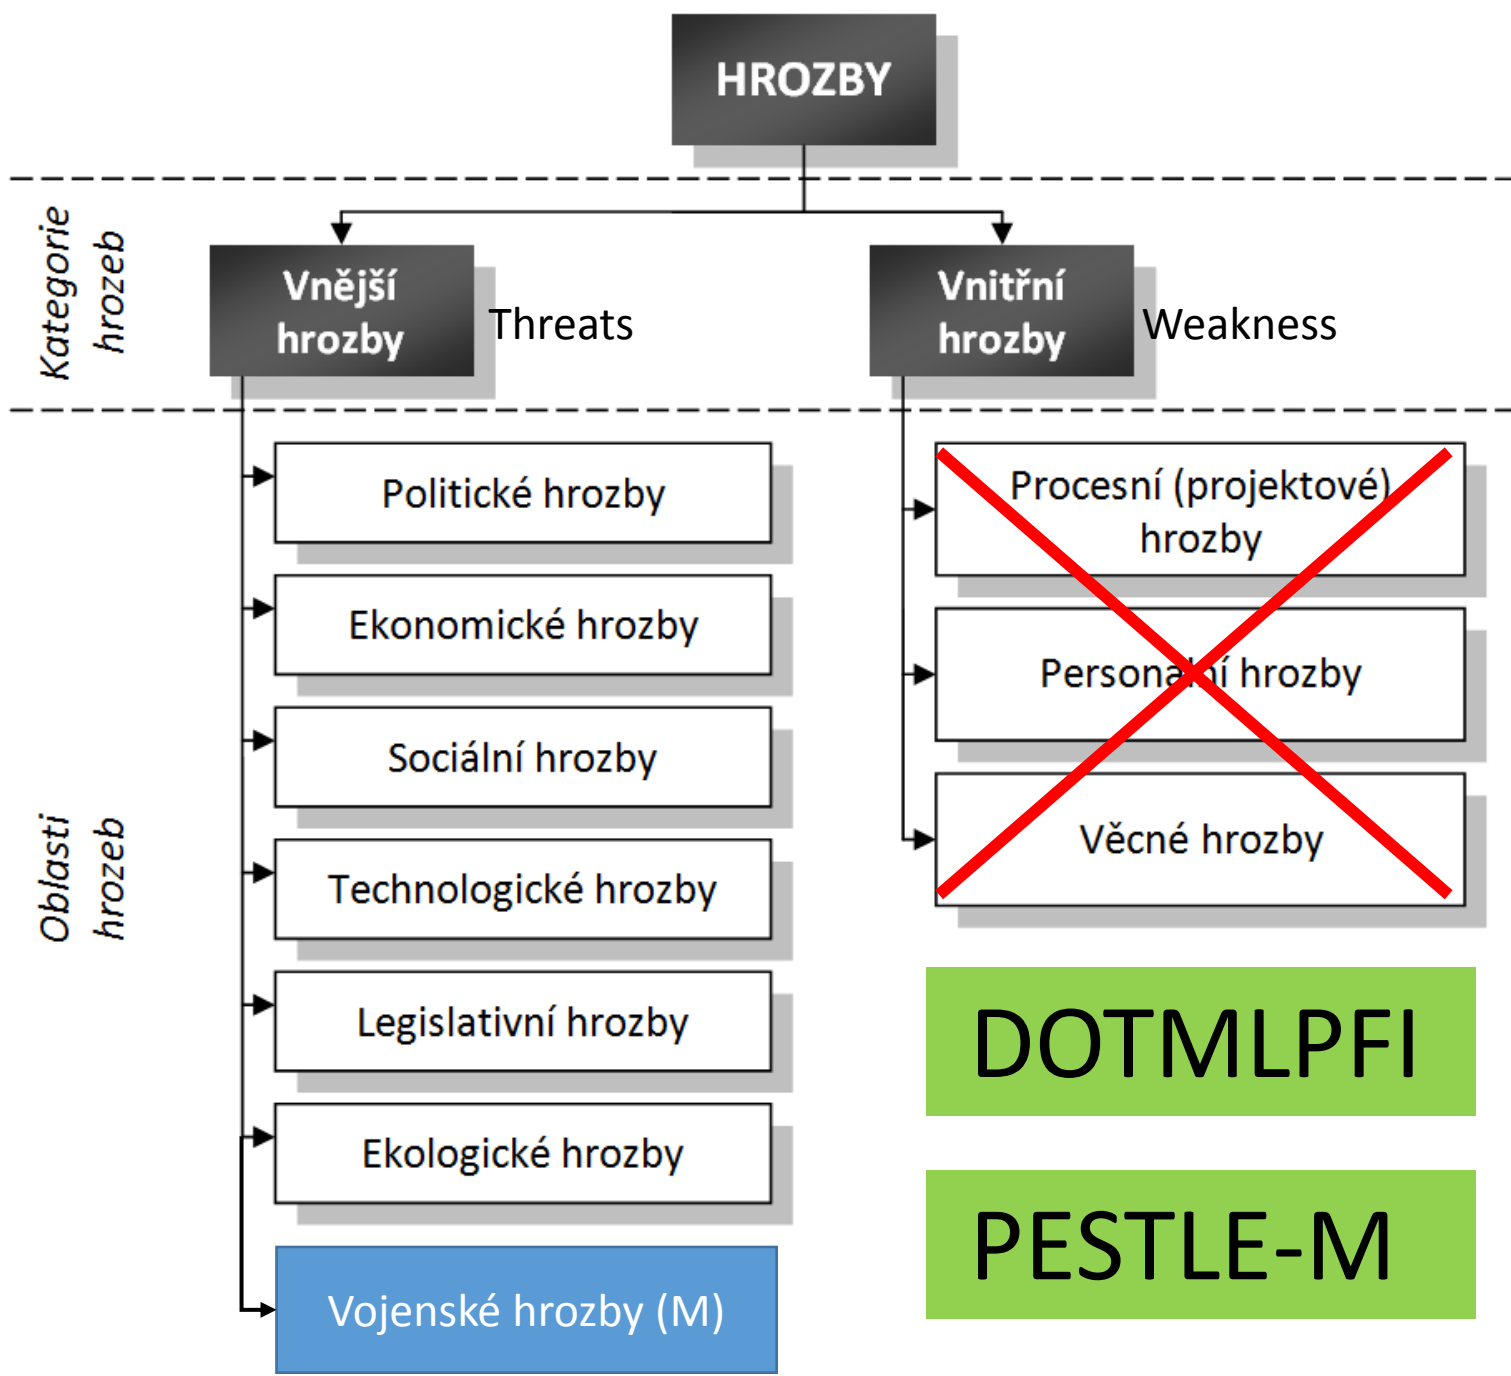 HROZBY
Kategorie
hrozeb
Vnější
hrozby
Threats
Vnitřní
hrozby
Weakness
Oblasti
hrozeb
Politické hrozby
Ekonomické hrozby
Sociální hrozby
Technologické hrozby
Legislativní hrozby
Ekologické hrozby
Vojenské hrozby (M)
Procesní (projektové)
hrozby
Personální hrozby
Věcné hrozby
DOTMLPFI
PESTLE-M